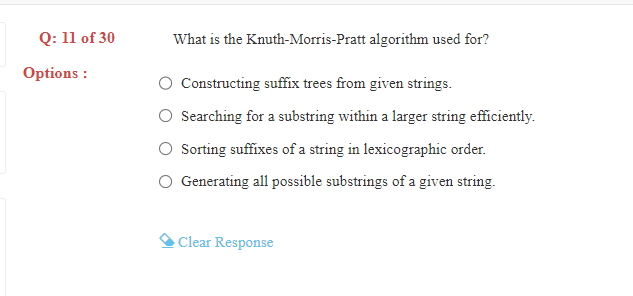 Q: 11 of 30
What is the Knuth-Morris-Pratt algorithm used for?
Options :
Constructing suffix trees from given strings.
Searching for a substring within a larger string efficiently.
Sorting suffixes of a string in lexicographic order.
Generating all possible substrings of a given string.
Clear Response